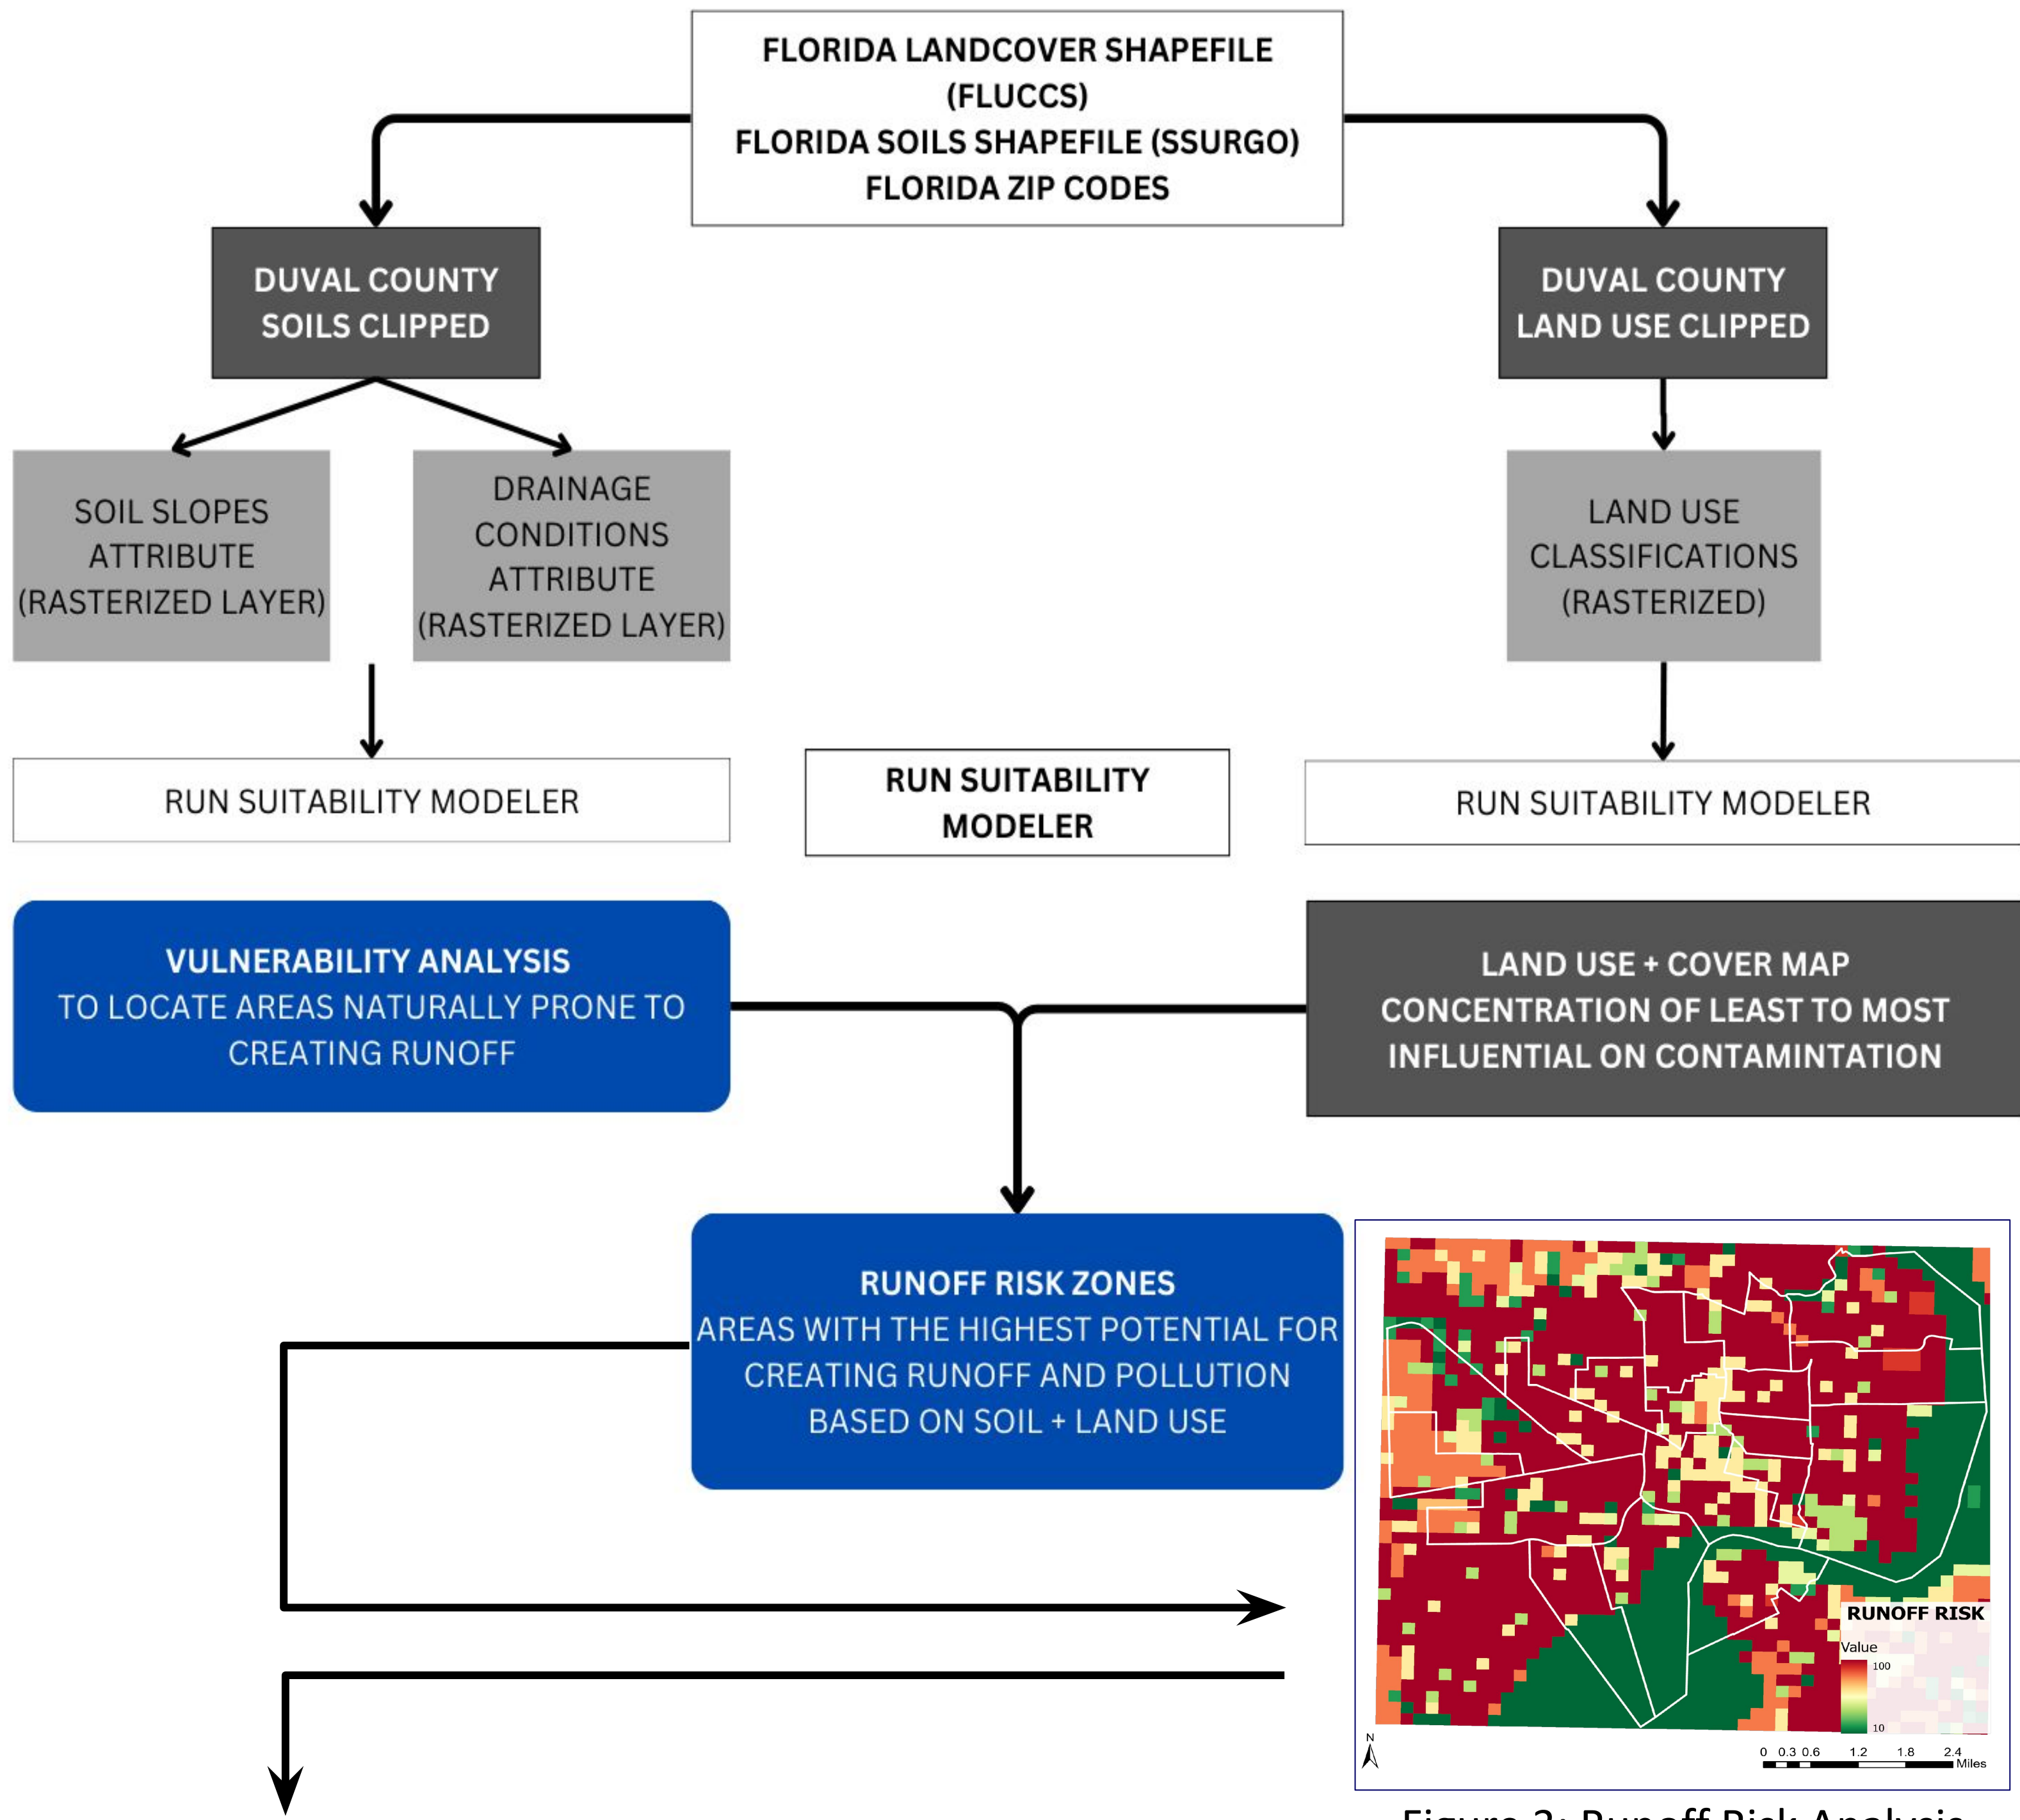 FLORIDA LANDCOVER SHAPEFILE
(FLUCCS)
FLORIDA SOILS SHAPEFILE (SSURGO)
FLORIDA ZIP CODES
DUVAL COUNTY
SOILS CLIPPED
DUVAL COUNTY
LAND USE CLIPPED
SOIL SLOPES
ATTRIBUTE
(RASTERIZED LAYER)
DRAINAGE
CONDITIONS
ATTRIBUTE
(RASTERIZED LAYER)
LAND USE
CLASSIFICATIONS
(RASTERIZED)
RUN SUITABILITY MODELER
RUN SUITABILITY
MODELER
RUN SUITABILITY MODELER
VULNERABILITY ANALYSIS
TO LOCATE AREAS NATURALLY PRONE TO
CREATING RUNOFF
LAND USE + COVER MAP
CONCENTRATION OF LEAST TO MOST
INFLUENTIAL ON CONTAMINTATION
RUNOFF RISK ZONES
AREAS WITH THE HIGHEST POTENTIAL FOR
CREATING RUNOFF AND POLLUTION
BASED ON SOIL + LAND USE
RUNOFF RISK
Value
100
10
N
0 0.3 0.6 1.2 1.8 2.4
Miles
Runoff Risk Analysis